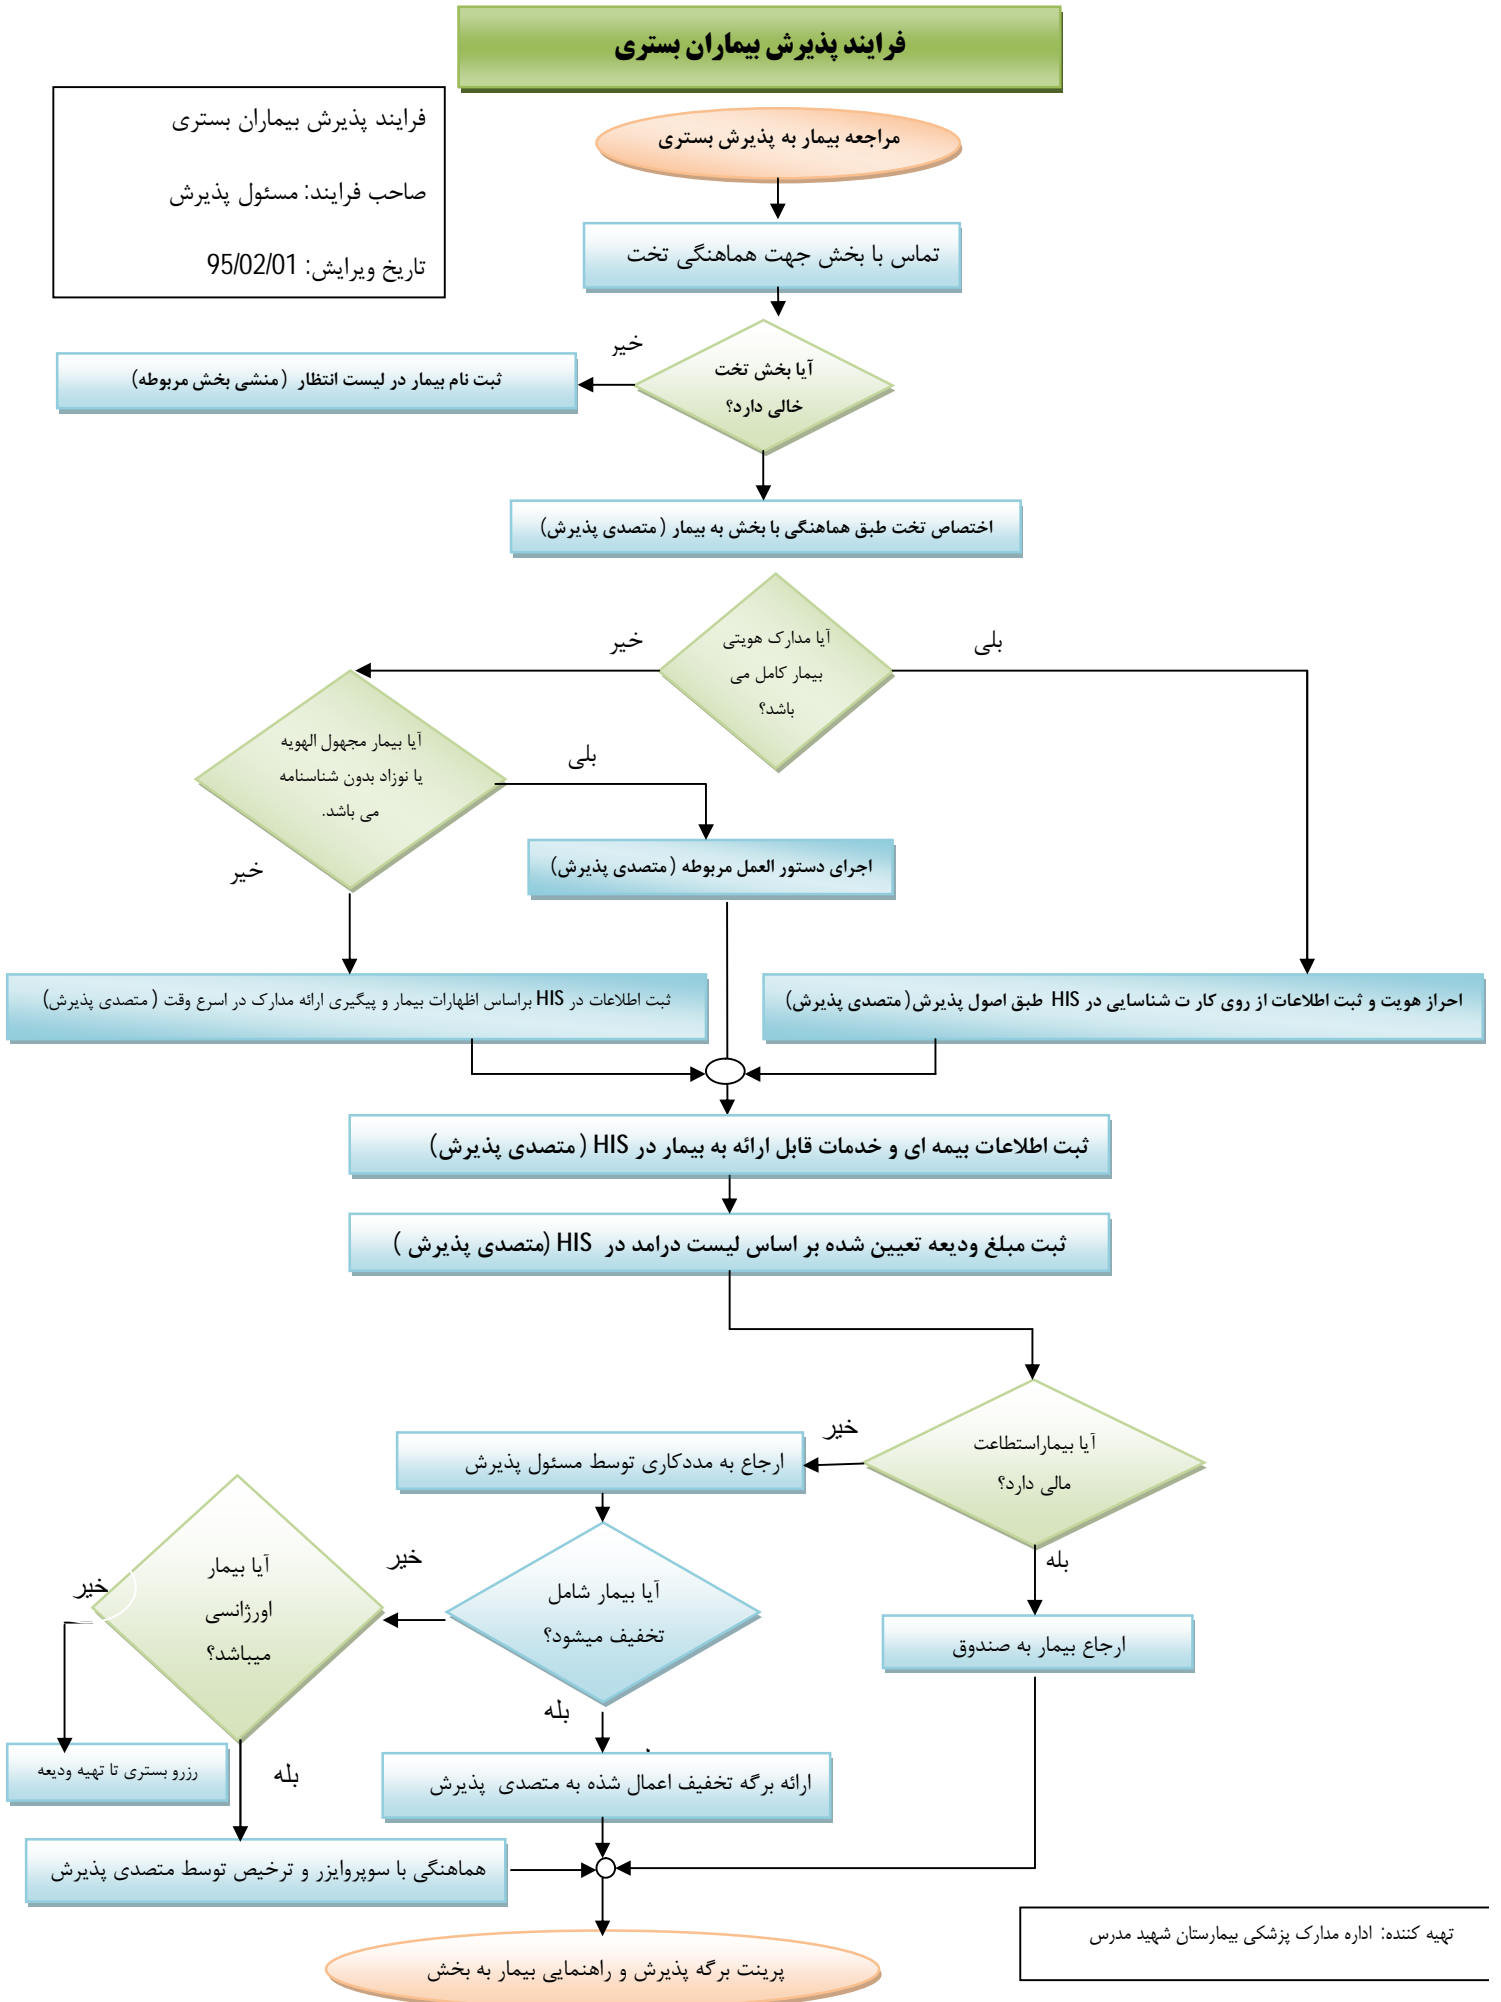 فرایند پذیرش بیماران بستری
فرایند پذیرش بیماران بستری
صاحب فرایند: مسئول پذیرش
تاریخ ویرایش: 95/02/01
مراجعه بیمار به پذیرش بستری
تماس با بخش جهت هماهنگی تخت
آیا بخش تخت
خالی دارد؟
خیر
ثبت نام بیمار در لیست انتظار (منشی بخش مربوطه)
اختصاص تخت طبق هماهنگی با بخش به بیمار (متصدی پذیرش)
آیا مدارک هویتی
بیمار کامل می
باشد؟
بلی
خیر
آیا بیمار مجهول الهویه
یا نوزاد بدون شناسنامه
می باشد.
بلی
خیر
اجرای دستور العمل مربوطه (متصدی پذیرش)
احراز هویت و ثبت اطلاعات از روی کار ت شناسایی در HIS طبق اصول پذیرش(متصدی پذیرش)
ثبت اطلاعات در HIS براساس اظهارات بیمار و پیگیری ارائه مدارک در اسرع وقت (متصدی پذیرش)
ثبت اطلاعات بیمه ای و خدمات قابل ارائه به بیمار در HIS (متصدی پذیرش)
ثبت مبلغ ودیعه تعیین شده بر اساس لیست درامد در HIS (متصدی پذیرش )
آیا بیماراستطاعت
مالی دارد؟
خیر
بله
ارجاع به مددکاری توسط مسئول پذیرش
ارجاع بیمار به صندوق
آیا بیمار شامل
تخفیف میشود؟
خیر
بله
آیا بیمار
اورژانسی
میباشد؟
خیر
بله
ارائه برگه تخفیف اعمال شذه به متصدی پذیرش
رزرو بستری تا تهیه ودیعه
هماهنگی با سوپروایزر و ترخیص توسط متصدی پذیرش
پرینت برگه پذیرش و راهنمایی بیمار به بخش
تهیه کننده: اداره مدارک پزشکی بیمارستان شهید مدرس